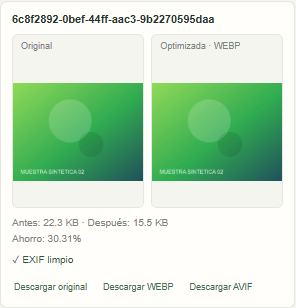 6c8f2892-0bef-44ff-aac3-9b2270595daa
Original
Optimizada · WEBP
MUESTRA SINTETICA 02
MUESTRA SINTETICA 02
Antes: 22.3 KB · Después: 15.5 KB
Ahorro: 30.31%
✓ EXIF limpio
Descargar original
Descargar WEBP
Descargar AVIF